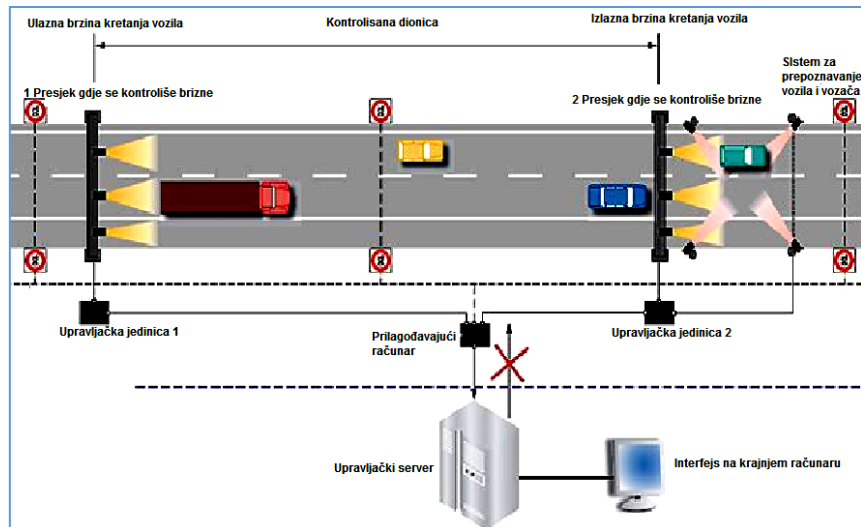 Ulazna brzina kretanja vozila
Kontrolisana dionica
Izlazna brzina kretanja vozila
1 Presjek gdje se kontroliše brizne
2 Presjek gdje se kontroliše brizne
SIstem za
prepoznavanje
vozila i vozača
Upravljačka jedinica 1
Prilagođavajući
računar
Upravljačka jedinica 2
Upravljački server
Interfejs na krajnjem računaru